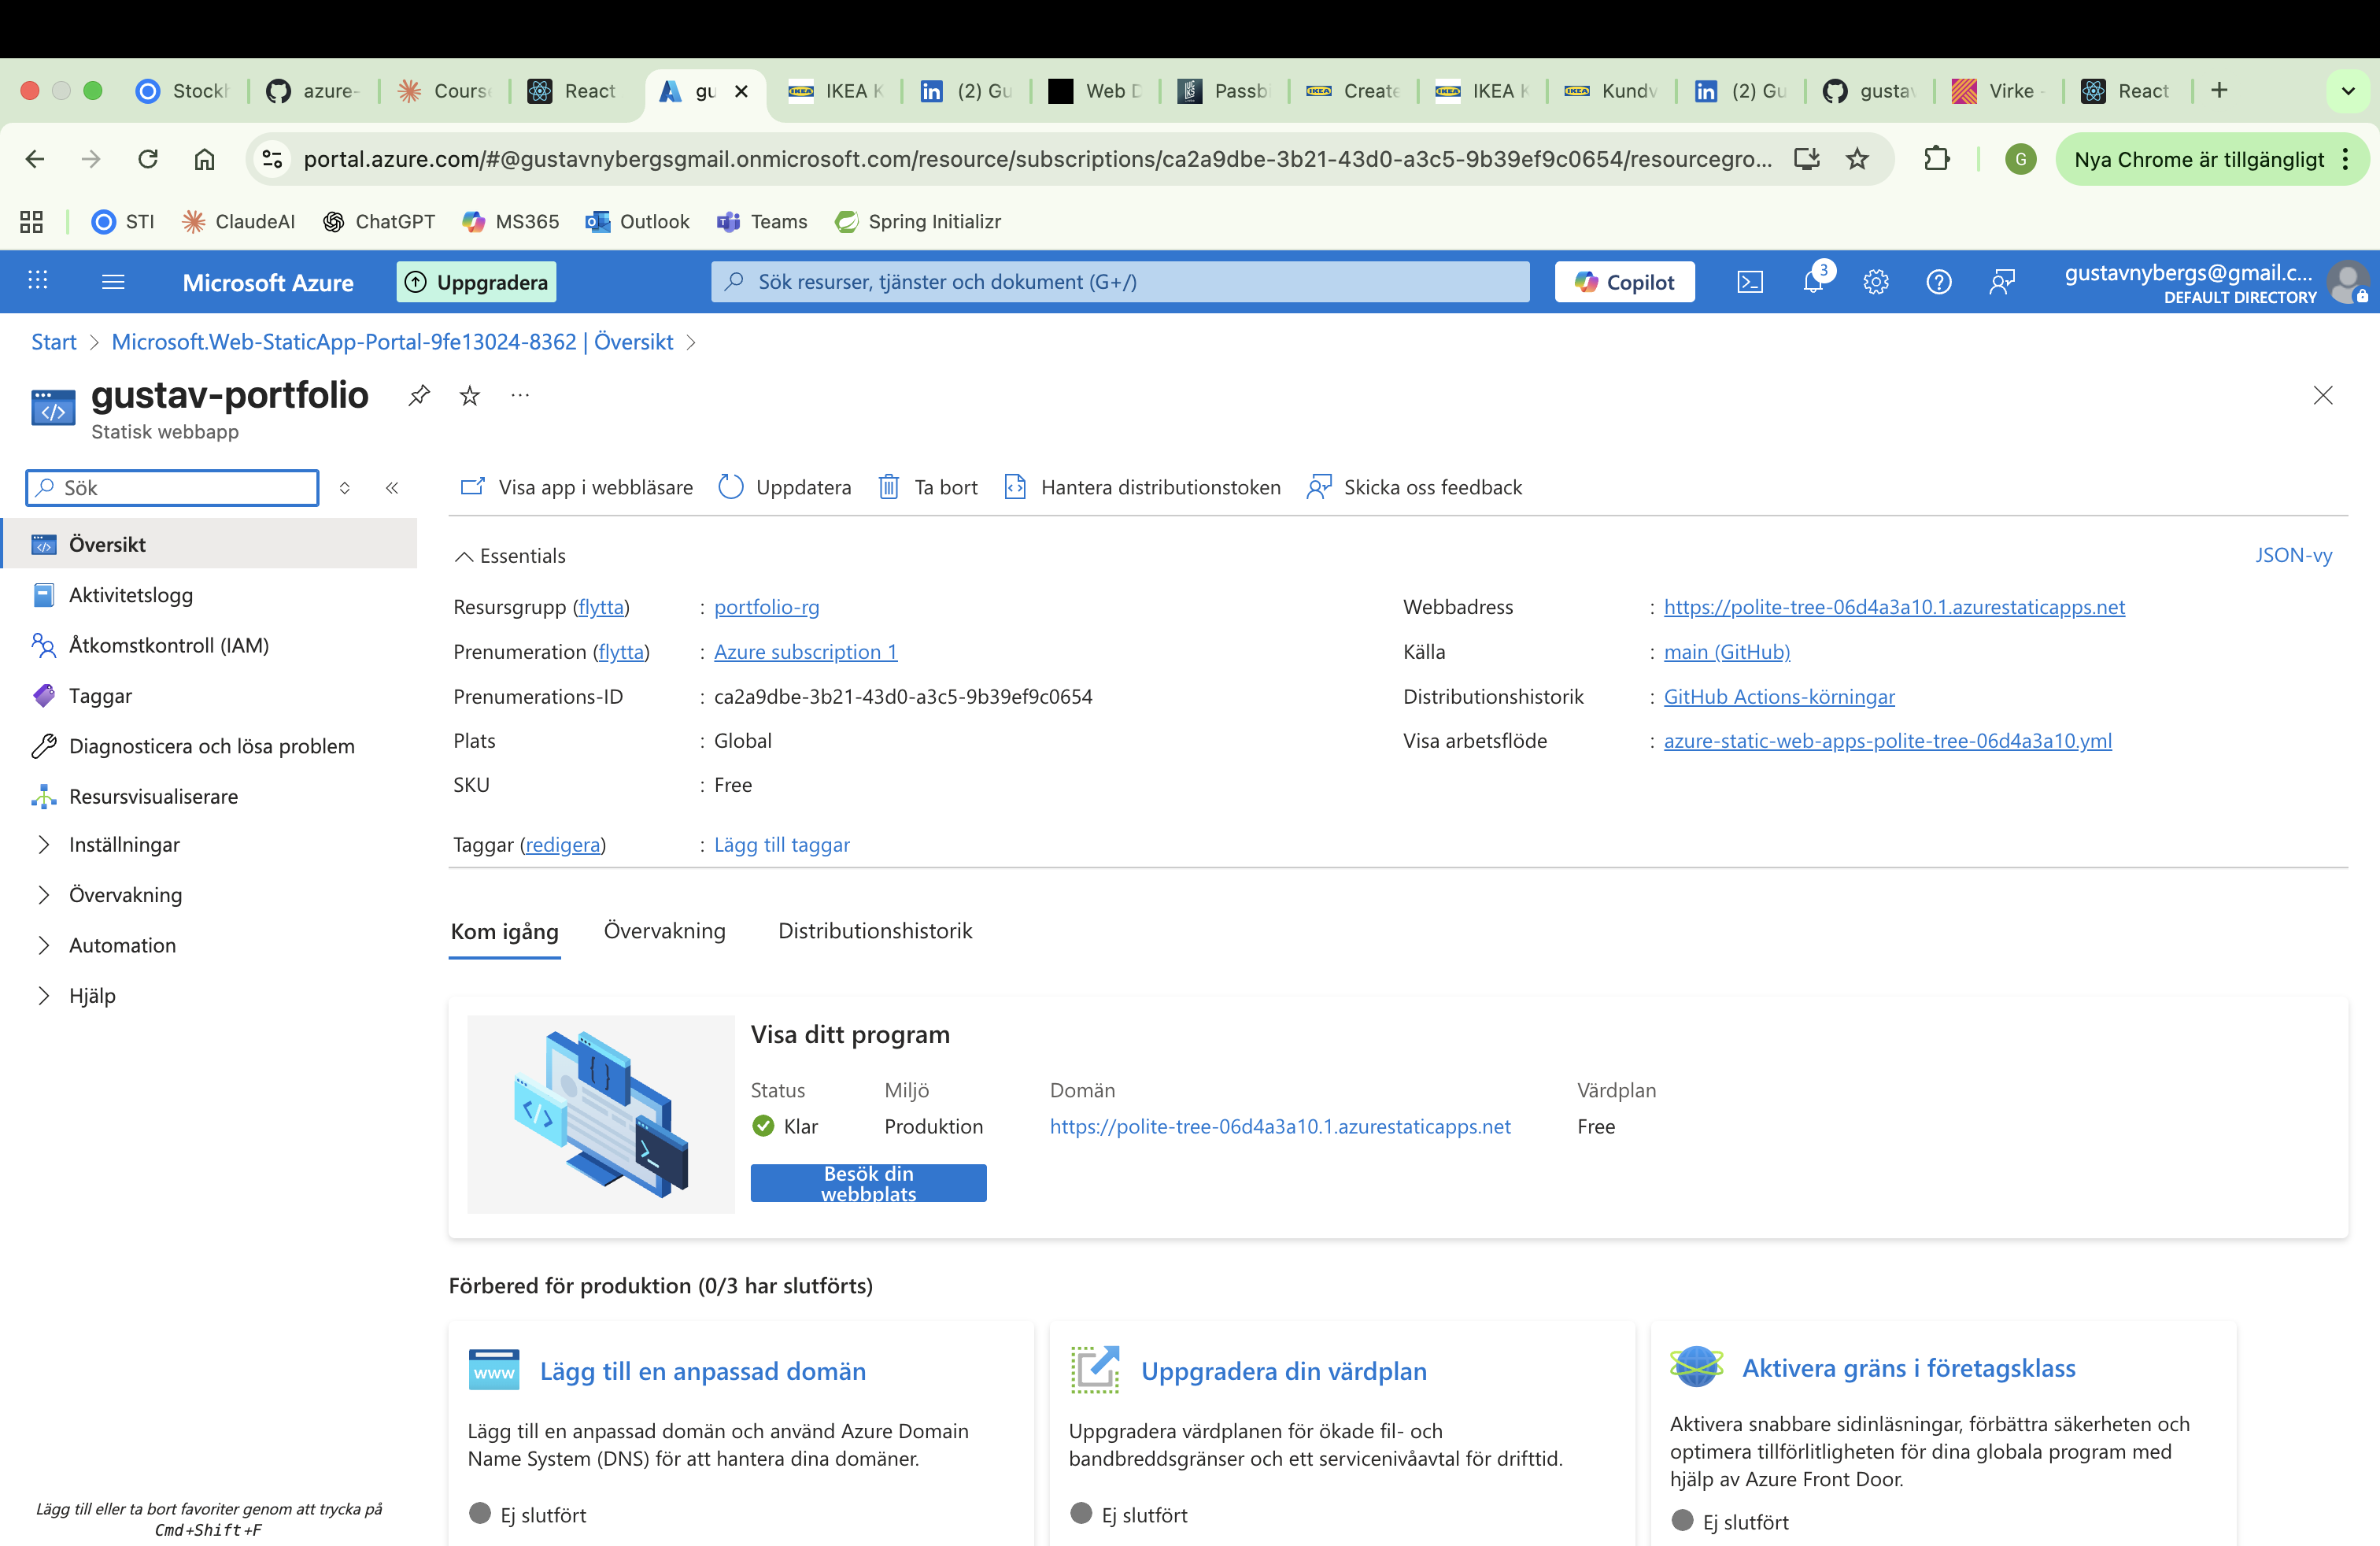 Stockh
azure-
Course
React
gu
IKEA K
(2) Gu
Web D
Passbi
Create
IKEA K
Kundv
(2) Gu
gustav
Virke -
React
portal.azure.com/#@gustavnybergsgmail.onmicrosoft.com/resource/subscriptions/ca2a9dbe-3b21-43d0-a3c5-9b39ef9c0654/resourcegro...
G
Nya Chrome är tillgängligt
STI
ClaudeAI
ChatGPT
MS365
Outlook
Teams
Spring Initializr
Microsoft Azure
Uppgradera
Sök resurser, tjänster och dokument (G+/)
Copilot
3
gustavnybergs@gmail.c...
DEFAULT DIRECTORY
Start > Microsoft.Web-StaticApp-Portal-9fe13024-8362 | Översikt >
gustav-portfolio
Statisk webbapp
Sök
Visa app i webbläsare
Uppdatera
Ta bort
Hantera distributionstoken
Skicka oss feedback
Översikt
Aktivitetslogg
Åtkomstkontroll (IAM)
Taggar
Diagnosticera och lösa problem
Resursvisualiserare
Inställningar
Övervakning
Automation
Hjälp
Lägg till eller ta bort favoriter genom att trycka på
Cmd+Shift+F
Essentials
JSON-vy
Resursgrupp (flytta) : portfolio-rg
Prenumeration (flytta) : Azure subscription 1
Prenumerations-ID : ca2a9dbe-3b21-43d0-a3c5-9b39ef9c0654
Plats : Global
SKU : Free
Taggar (redigera) : Lägg till taggar
Webbadress : https://polite-tree-06d4a3a10.1.azurestaticapps.net
Källa : main (GitHub)
Distributionshistorik : GitHub Actions-körningar
Visa arbetsflöde : azure-static-web-apps-polite-tree-06d4a3a10.yml
Kom igång
Övervakning
Distributionshistorik
Visa ditt program
Status
Klar
Miljö
Produktion
Domän
https://polite-tree-06d4a3a10.1.azurestaticapps.net
Värdplan
Free
Besök din
webbplats
Förbered för produktion (0/3 har slutförts)
www
Lägg till en anpassad domän
Lägg till en anpassad domän och använd Azure Domain
Name System (DNS) för att hantera dina domäner.
Ej slutfört
Uppgradera din värdplan
Uppgradera värdplanen för ökade fil- och
bandbreddsgränser och ett servicenivåavtal för drifttid.
Ej slutfört
Aktivera gräns i företagsklass
Aktivera snabbare sidinläsningar, förbättra säkerheten och
optimera tillförlitligheten för dina globala program med
hjälp av Azure Front Door.
Ej slutfört